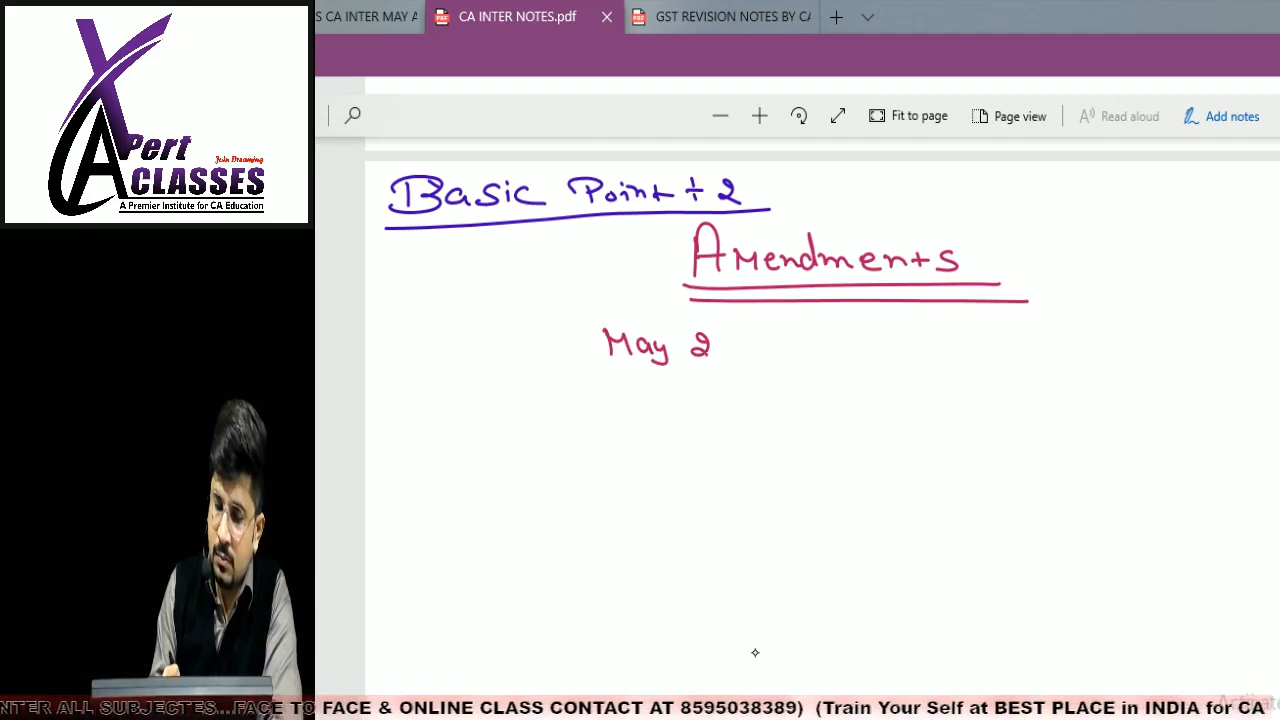 S CA INTER MAY A
CA INTER NOTES.pdf
GST REVISION NOTES BY CA
Fit to page
Page view
Read aloud
Add notes
XPert
Join Dreaming
CA CLASSES
A Premier Institute for CA Education
Basic Point ÷ 2
Amendments
May 2
NTER ALL SUBJECTES...FACE TO FACE & ONLINE CLASS CONTACT AT 8595038389) (Train Your Self at BEST PLACE in INDIA for CA